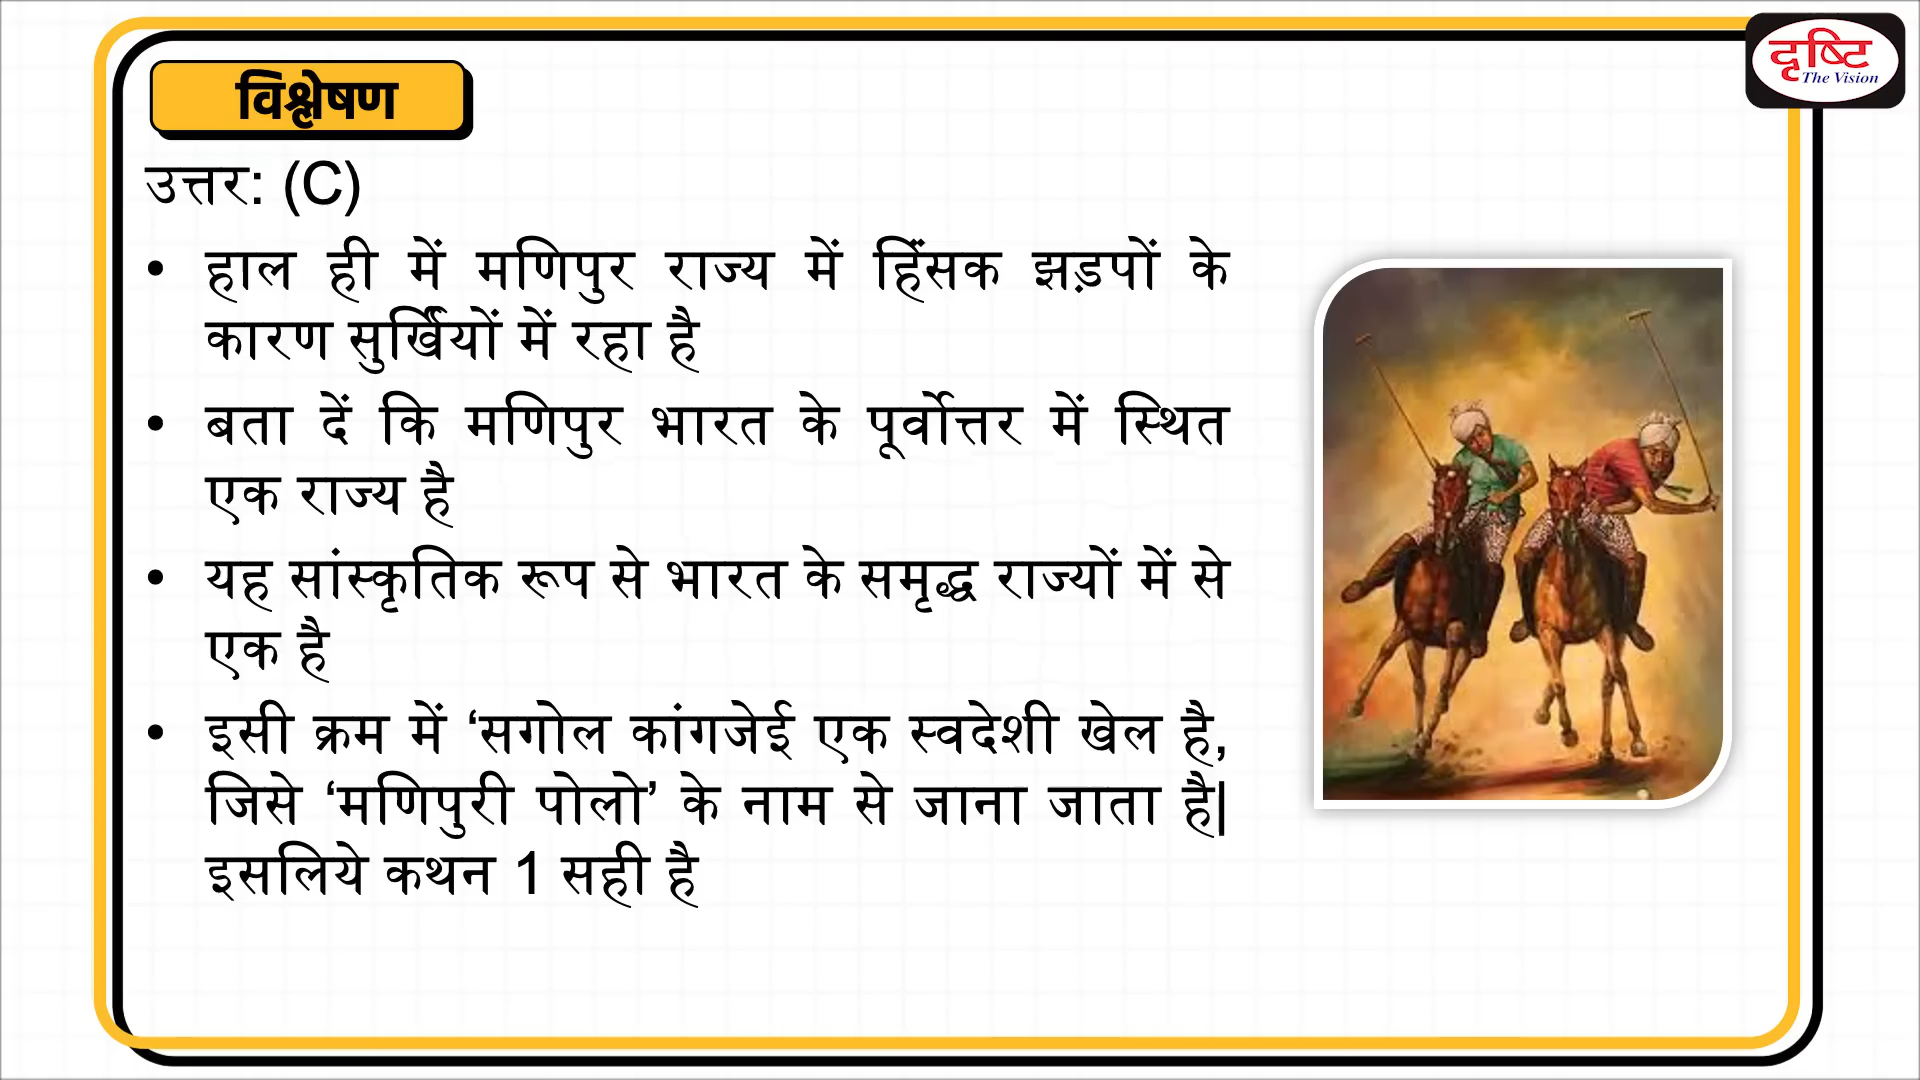 दृष्टि
The Vision
विश्लेषण
उत्तर: (C)
• हाल ही में मणिपुर राज्य में हिंसक झड़पों के
कारण सुर्खियों में रहा है
• बता दें कि मणिपुर भारत के पूर्वोत्तर में स्थित
एक राज्य है
• यह सांस्कृतिक रूप से भारत के समृद्ध राज्यों में से
एक है
• इसी क्रम में ‘सगोल कांगजेई एक स्वदेशी खेल है,
जिसे ‘मणिपुरी पोलो’ के नाम से जाना जाता है|
इसलिये कथन 1 सही है